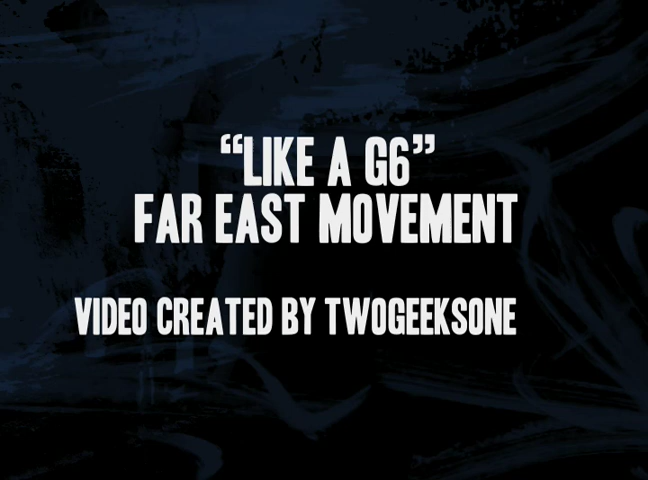 “LIKE A G6”
FAR EAST MOVEMENT
VIDEO CREATED BY TWOGEEKSONE